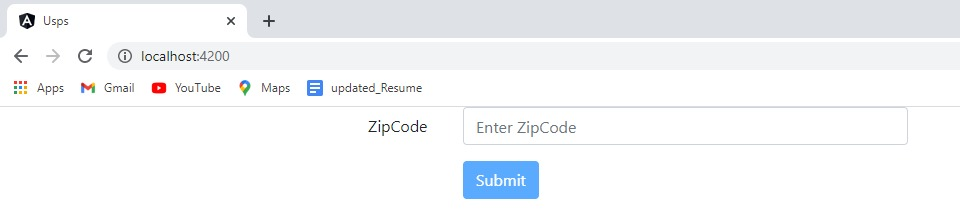 Usps
localhost:4200
Apps Gmail YouTube Maps updated_Resume
ZipCode Enter ZipCode
Submit